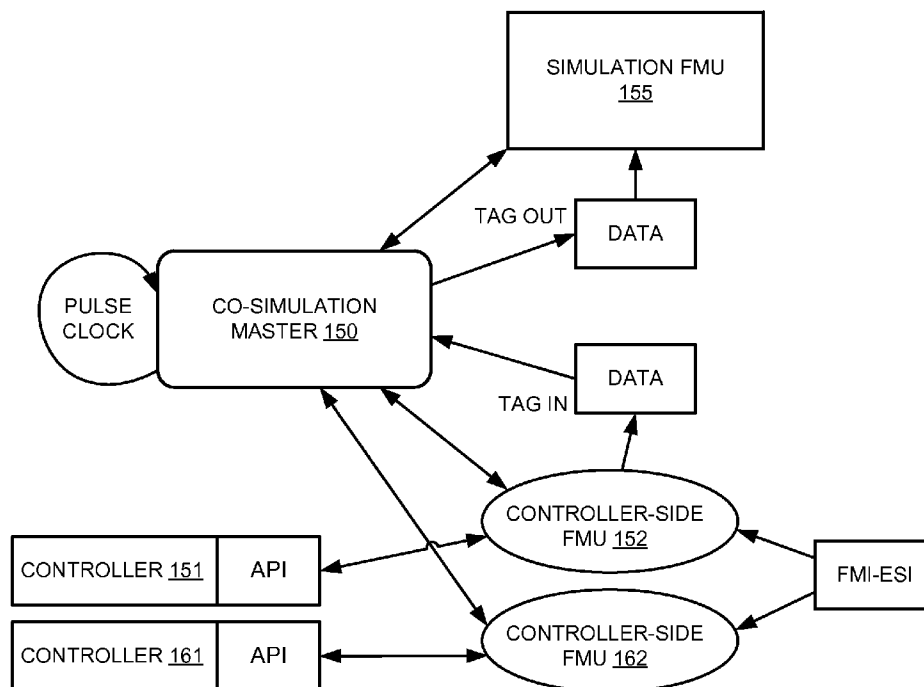 SIMULATION FMU
155
TAG OUT
DATA
PULSE
CLOCK
CO-SIMULATION
MASTER 150
DATA
TAG IN
CONTROLLER-SIDE
FMU 152
CONTROLLER 151
API
FMI-ESI
CONTROLLER-SIDE
FMU 162
CONTROLLER 161
API